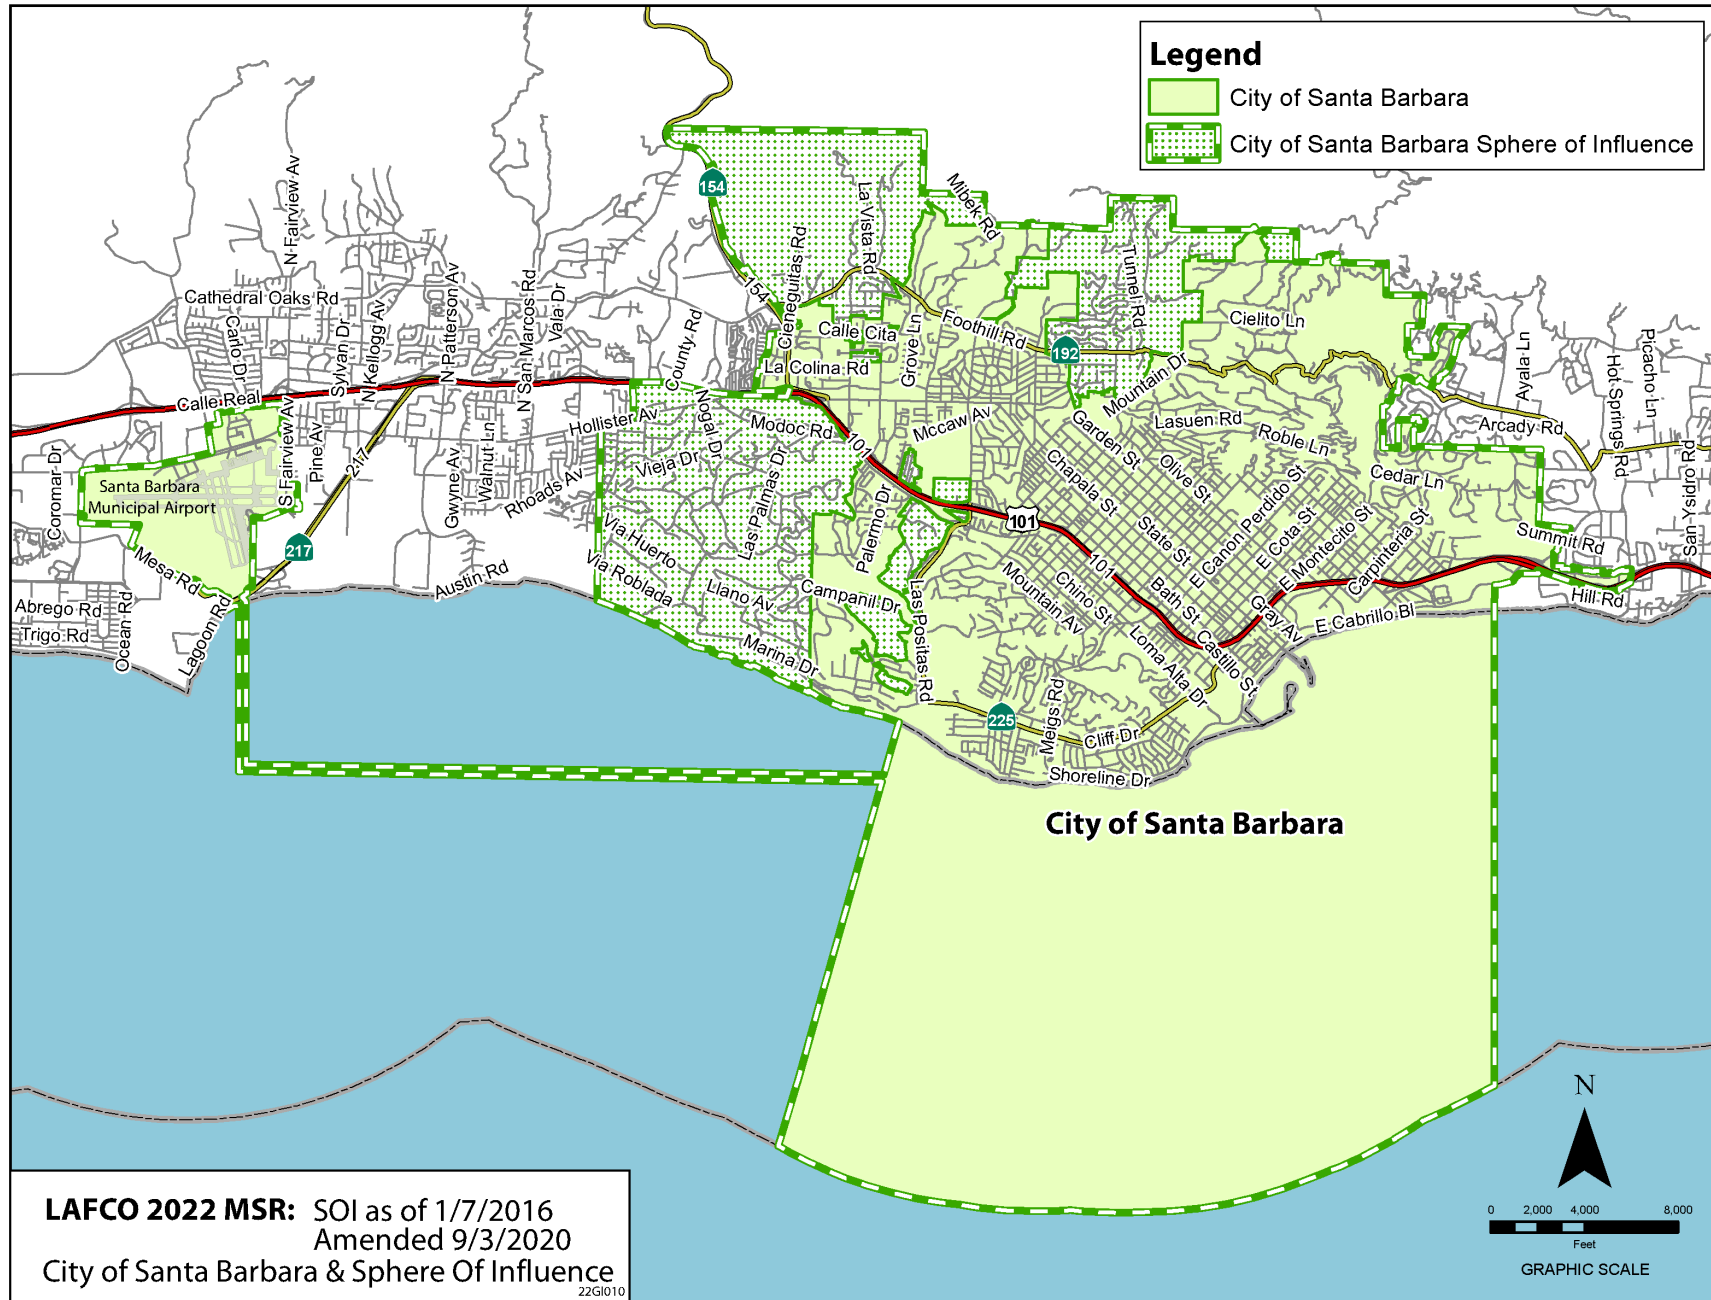 Legend
City of Santa Barbara
City of Santa Barbara Sphere of Influence
154
N Fairview Av
La Vista Rd
Mibek Rd
Cieneguitas Rd
Tunnel Rd
Cathedral Oaks Rd
N Patterson Av
N San Marcos Rd
Vala Dr
154
Carlo Dr
Sylvan Dr
N Kellogg Av
County Rd
Calle Cita
Grove Ln
Foothill Rd
192
Cielito Ln
Ayala Ln
Hot Springs Rd
Picacho Ln
La Colina Rd
Mountain Dr
Calle Real
S Fairview Av
Pine Av
Hollister Av
Nogal Dr
Modoc Rd
101
Mccaw Av
Garden St
Lasuen Rd
Roble Ln
Arcady Rd
Coromar Dr
217
Gwyne Av
Walnut Ln
Rhoads Av
Vieja Dr
Las Palmas Dr
Palermo Dr
Chapala St
Olive St
Cedar Ln
San Ysidro Rd
Santa Barbara
Municipal Airport
217
101
State St
E Canon Perdido St
E Cota St
E Montecito St
Carpinteria St
Summit Rd
Via Huerto
Via Roblada
Mesa Rd
Austin Rd
101
Llano Av
Campanil Dr
Las Positas Rd
Mountain Av
Chino St
Bath St
Castillo St
Gray Av
E Cabrillo Bl
Hill Rd
Abrego Rd
Trigo Rd
Ocean Rd
Lagoon Rd
Marina Dr
Loma Alta Dr
225
Meigs Rd
Cliff Dr
Shoreline Dr
City of Santa Barbara
N
0 2,000 4,000 8,000
Feet
GRAPHIC SCALE
LAFCO 2022 MSR: SOI as of 1/7/2016
Amended 9/3/2020
City of Santa Barbara & Sphere Of Influence
22GI010